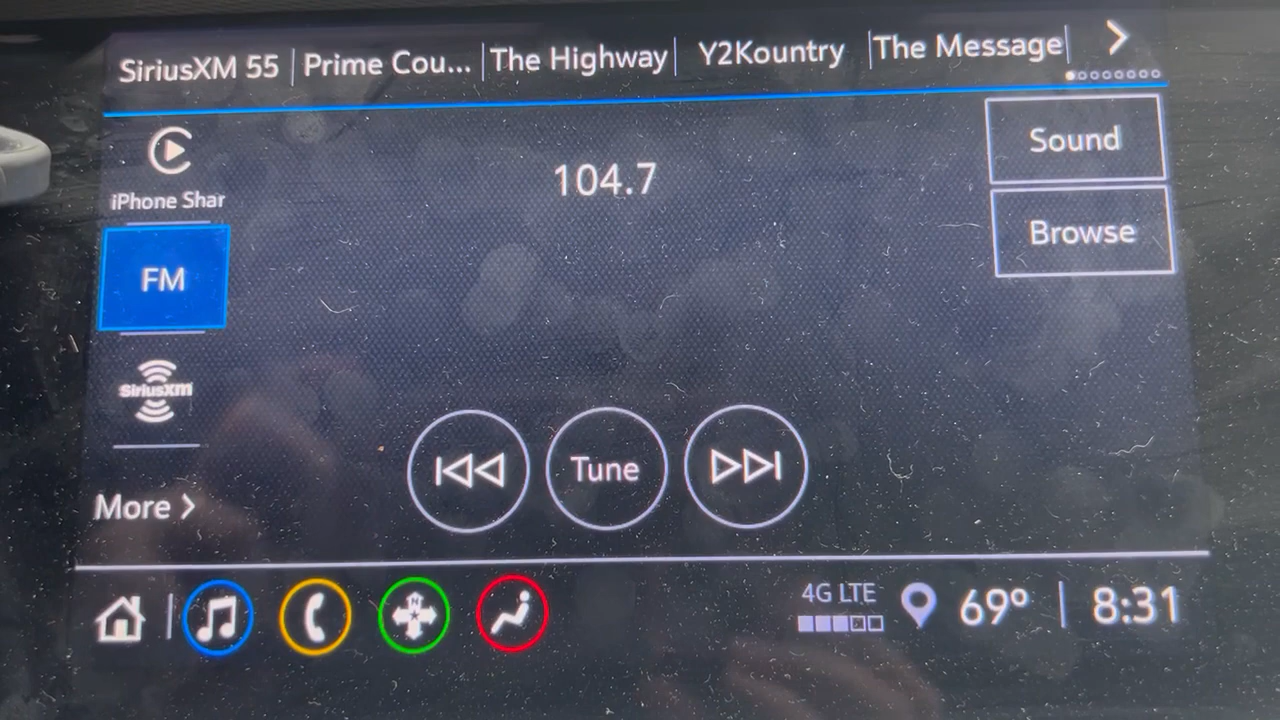 SiriusXM 55 Prime Cou... The Highway Y2Kountry The Message
iPhone Shar
104.7
Sound
Browse
FM
SiriusXM
Tune
More
N
4G LTE
69° 8:31